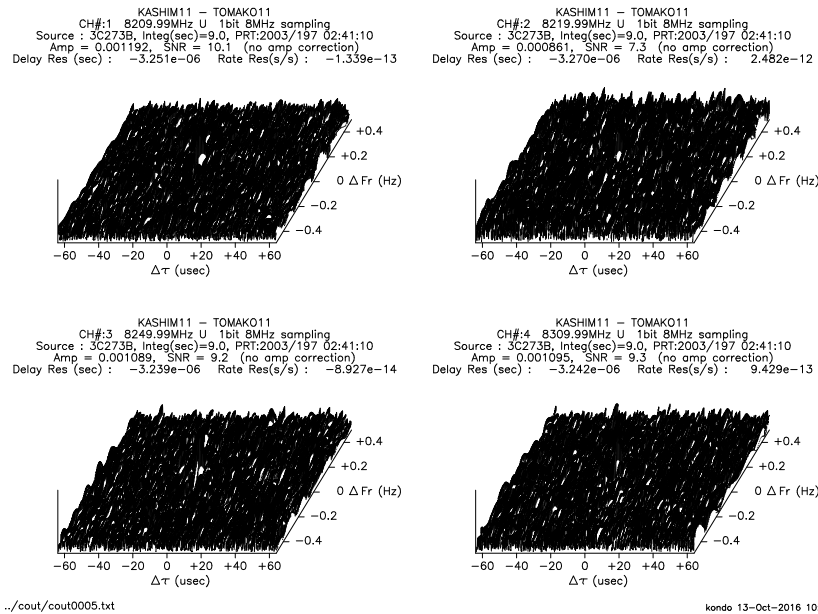 KASHIM11 – TOMAKO11
CH#:1 8209.99MHz U 1bit 8MHz sampling
Source : 3C273B, Integ(sec)=9.0, PRT:2003/197 02:41:10
Amp = 0.001192, SNR = 10.1 (no amp correction)
Delay Res (sec) : −3.251e−06 Rate Res(s/s) : −1.339e−13
+0.4
+0.2
0 Δ Fr (Hz)
−0.2
−0.4
−60 −40 −20 0 +20 +40 +60
Δτ (usec)
KASHIM11 – TOMAKO11
CH#:2 8219.99MHz U 1bit 8MHz sampling
Source : 3C273B, Integ(sec)=9.0, PRT:2003/197 02:41:10
Amp = 0.000861, SNR = 7.3 (no amp correction)
Delay Res (sec) : −3.270e−06 Rate Res(s/s) : 2.482e−12
+0.4
+0.2
0 Δ Fr (Hz)
−0.2
−0.4
−60 −40 −20 0 +20 +40 +60
Δτ (usec)
KASHIM11 – TOMAKO11
CH#:3 8249.99MHz U 1bit 8MHz sampling
Source : 3C273B, Integ(sec)=9.0, PRT:2003/197 02:41:10
Amp = 0.001089, SNR = 9.2 (no amp correction)
Delay Res (sec) : −3.239e−06 Rate Res(s/s) : −8.927e−14
+0.4
+0.2
0 Δ Fr (Hz)
−0.2
−0.4
−60 −40 −20 0 +20 +40 +60
Δτ (usec)
KASHIM11 – TOMAKO11
CH#:4 8309.99MHz U 1bit 8MHz sampling
Source : 3C273B, Integ(sec)=9.0, PRT:2003/197 02:41:10
Amp = 0.001095, SNR = 9.3 (no amp correction)
Delay Res (sec) : −3.242e−06 Rate Res(s/s) : 9.429e−13
+0.4
+0.2
0 Δ Fr (Hz)
−0.2
−0.4
−60 −40 −20 0 +20 +40 +60
Δτ (usec)
../cout/cout0005.txt
kondo 13−Oct−2016 10